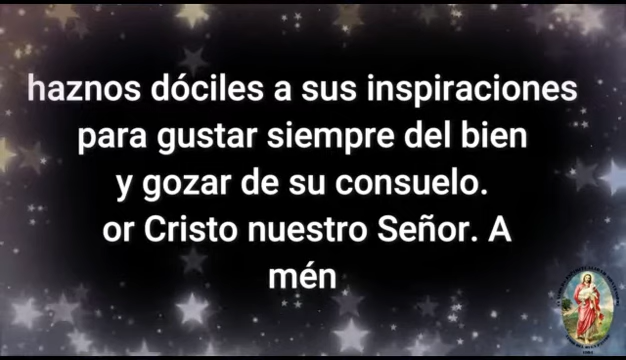 haznos dóciles a sus inspiraciones
para gustar siempre del bien
y gozar de su consuelo.
or Cristo nuestro Señor. A
mén